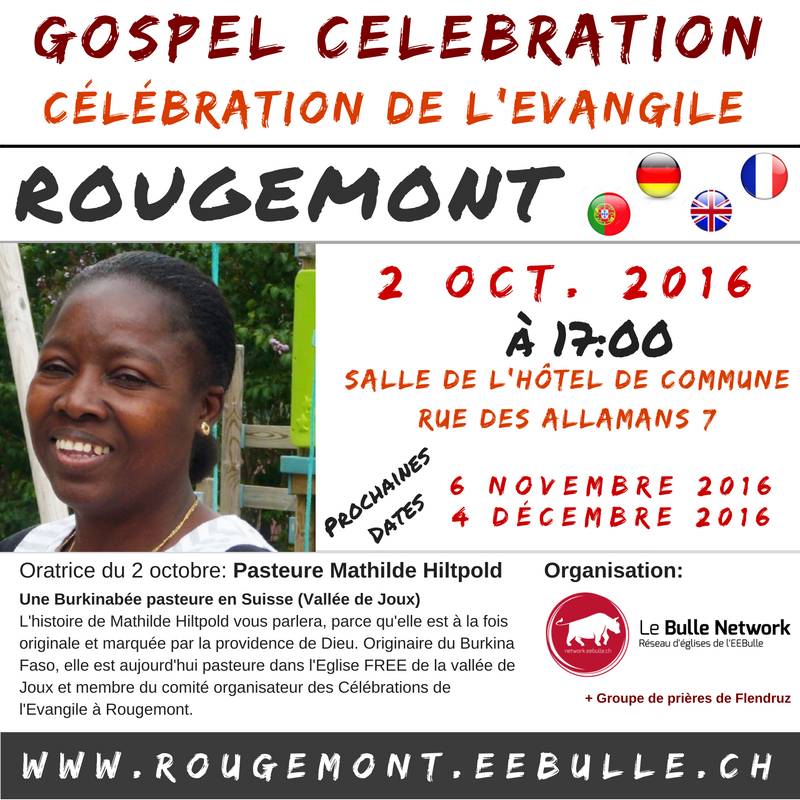 GOSPEL CELEBRATION
CÉLÉBRATION DE L'EVANGILE
ROUGEMONT
2 OCT. 2016
À 17:00
SALLE DE L'HÔTEL DE COMMUNE
RUE DES ALLAMANS 7
PROCHAINES
DATES
6 NOVEMBRE 2016
4 DÉCEMBRE 2016
Oratrice du 2 octobre: Pasteure Mathilde Hiltpold
Une Burkinabée pasteure en Suisse (Vallée de Joux)
L'histoire de Mathilde Hiltpold vous parlera, parce qu'elle est à la fois
originale et marquée par la providence de Dieu. Originaire du Burkina
Faso, elle est aujourd'hui pasteure dans l'Eglise FREE de la vallée de
Joux et membre du comité organisateur des Célébrations de
l'Evangile à Rougemont.
Organisation:
network.eebulle.ch
Le Bulle Network
Réseau d'églises de l'EEBulle
+ Groupe de prières de Flendruz
WWW.ROUGEMONT.EEBULLE.CH